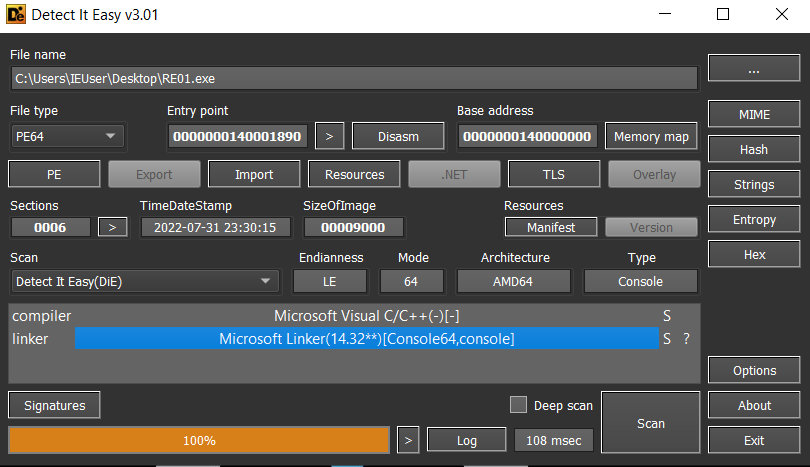 Detect It Easy v3.01
File name
C:\Users\IEUser\Desktop\RE01.exe
...
File type Entry point Base address
PE64 0000000140001890 > Disasm 0000000140000000 Memory map
MIME
PE Export Import Resources .NET TLS Overlay
Hash
Strings
Sections TimeDateStamp SizeOfImage Resources
0006 > 2022-07-31 23:30:15 00009000 Manifest Version
Entropy
Scan Endianness Mode Architecture Type
Hex
Detect It Easy(DiE) LE 64 AMD64 Console
compiler Microsoft Visual C/C++(-)[-] S
linker Microsoft Linker(14.32**)[Console64,console] S ?
Options
Signatures Deep scan Scan About
100% > Log 108 msec Exit